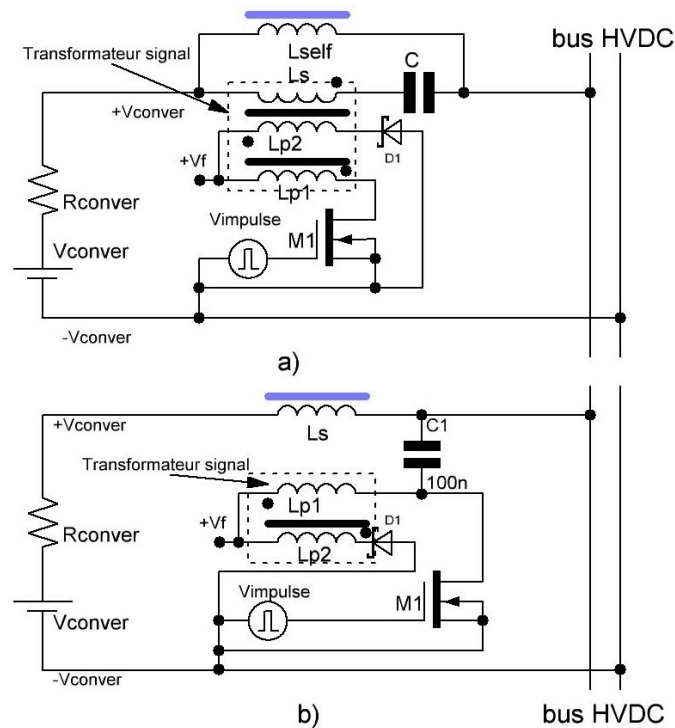 bus HVDC
Transformateur signal
Lself
Ls
C
+Vconver
Lp2
D1
+Vf
Lp1
Rconver
Vimpulse
M1
Vconver
-Vconver
a)
+Vconver
C1
Ls
Transformateur signal
100n
Lp1
D1
+Vf
Rconver
Lp2
Vimpulse
M1
Vconver
-Vconver
b)
bus HVDC